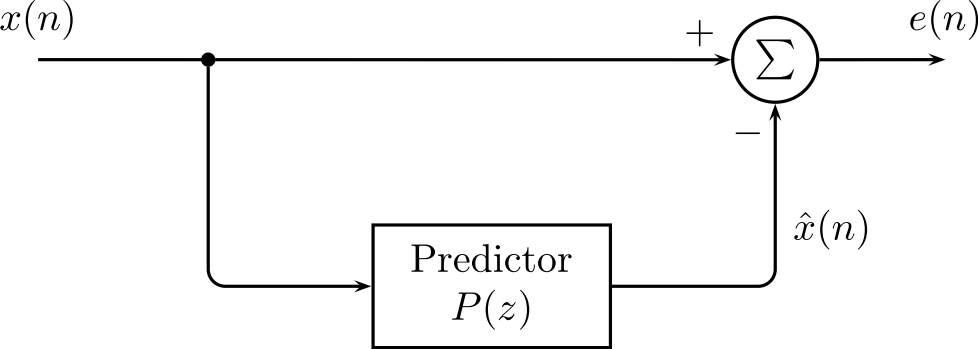 x(n)
+
∑
e(n)
−
x̂(n)
Predictor
P(z)